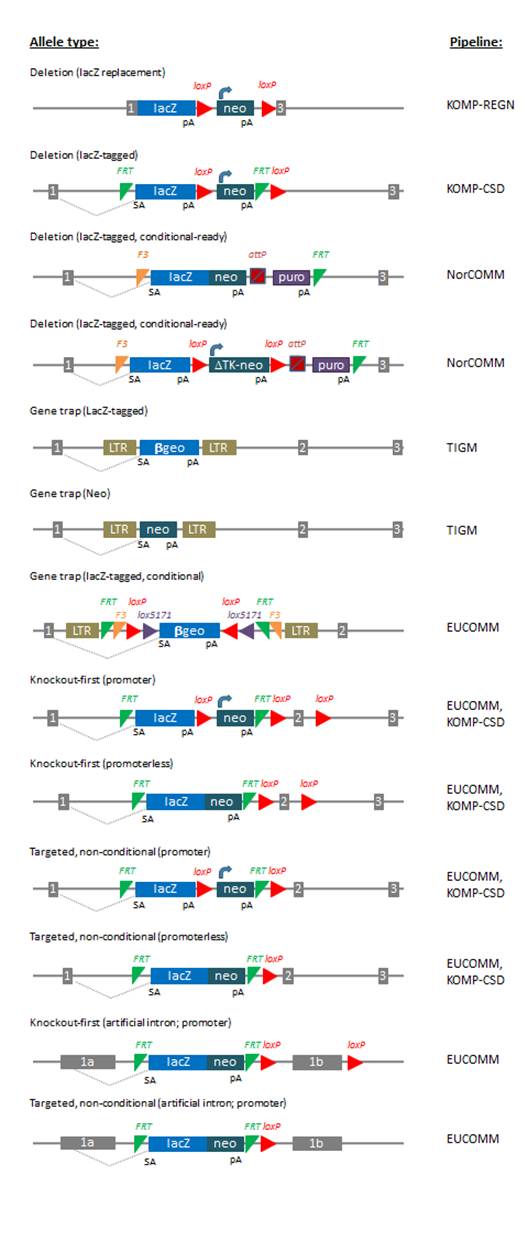 Allele type: Pipeline:
Deletion (lacZ replacement)
loxP loxP
1 lacZ neo 3 KOMP-REGN
pA pA
Deletion (lacZ-tagged)
FRT loxP FRT loxP
1 lacZ neo 3 KOMP-CSD
SA pA pA
Deletion (lacZ-tagged, conditional-ready)
F3 attP FRT
1 lacZ neo puro 3 NorCOMM
SA pA pA
Deletion (lacZ-tagged, conditional-ready)
F3 loxP loxP attP FRT
1 lacZ ΔTK-neo puro 3 NorCOMM
SA pA pA pA
Gene trap (LacZ-tagged)
1 LTR βgeo LTR 2 3 TIGM
SA pA
Gene trap (Neo)
1 LTR neo LTR 2 3 TIGM
SA pA
Gene trap (lacZ-tagged, conditional)
FRT loxP loxP FRT
F3 lox5171 lox5171 F3
1 LTR βgeo LTR 2 EUCOMM
SA pA
Knockout-first (promoter)
FRT loxP FRT loxP loxP
1 lacZ neo 2 3 EUCOMM,
KOMP-CSD
SA pA pA
Knockout-first (promoterless)
FRT FRT loxP loxP
1 lacZ neo 2 3 EUCOMM,
KOMP-CSD
SA pA
Targeted, non-conditional (promoter)
FRT loxP FRT loxP
1 lacZ neo 2 3 EUCOMM,
KOMP-CSD
SA pA pA
Targeted, non-conditional (promoterless)
FRT FRT loxP
1 lacZ neo 2 3 EUCOMM,
KOMP-CSD
SA pA
Knockout-first (artificial intron; promoter)
FRT FRT loxP loxP
1a lacZ neo 1b EUCOMM
SA pA
Targeted, non-conditional (artificial intron; promoter)
FRT FRT loxP
1a lacZ neo 1b EUCOMM
SA pA